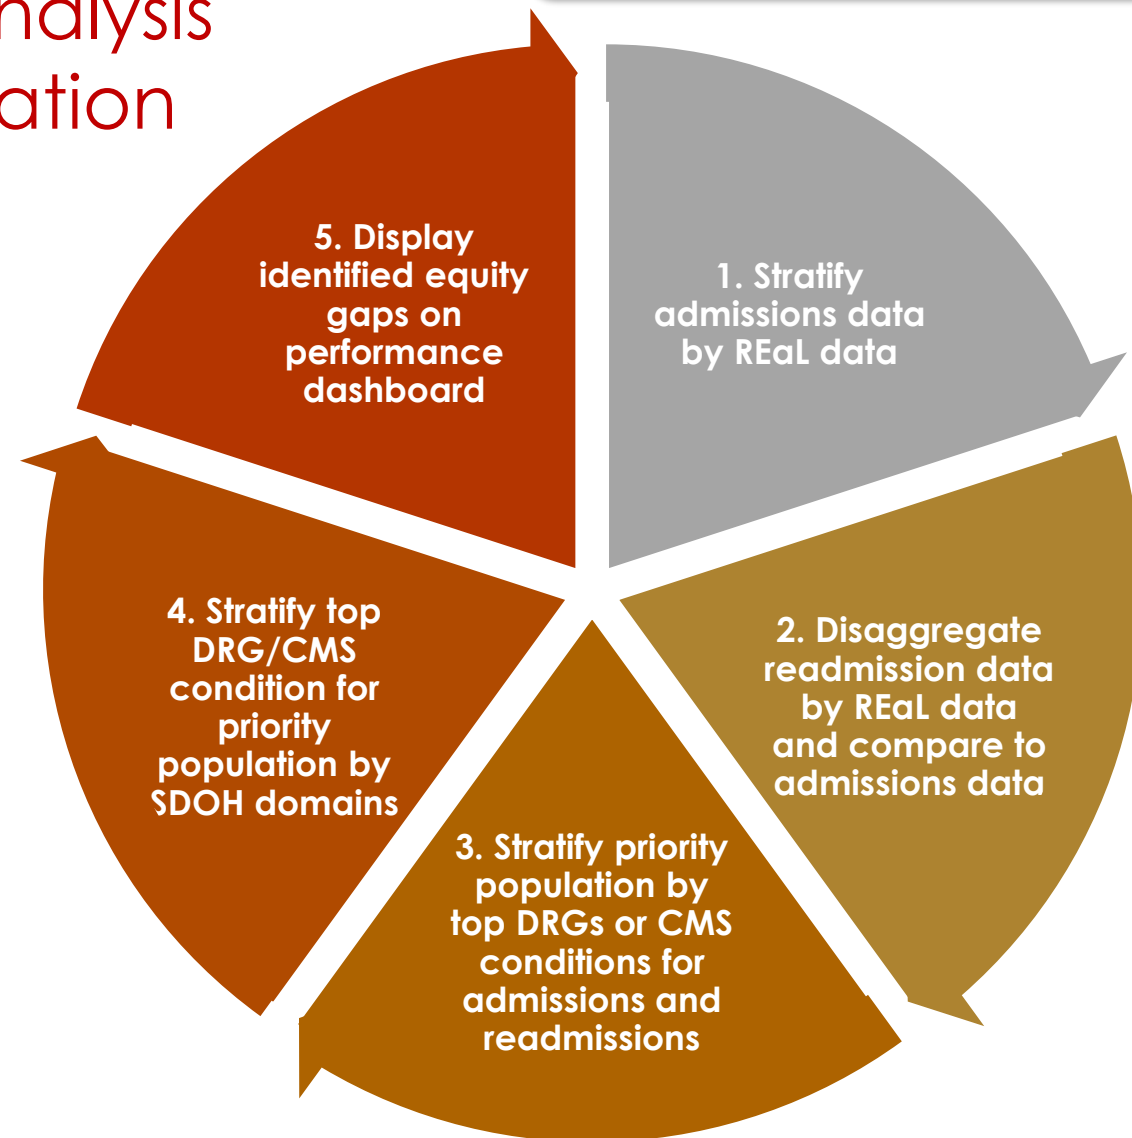 1. Stratify
admissions data
by REaL data
2. Disaggregate
readmission data
by REaL data
and compare to
admissions data
3. Stratify priority
population by
top DRGs or CMS
conditions for
admissions and
readmissions
4. Stratify top
DRG/CMS
condition for
priority
population by
SDOH domains
5. Display
identified equity
gaps on
performance
dashboard